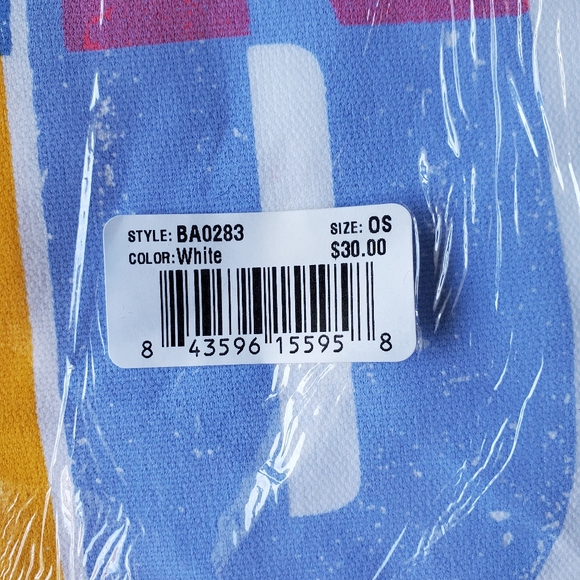 STYLE: BA0283 SIZE: OS
COLOR:White $30.00
8 43596 15595 8